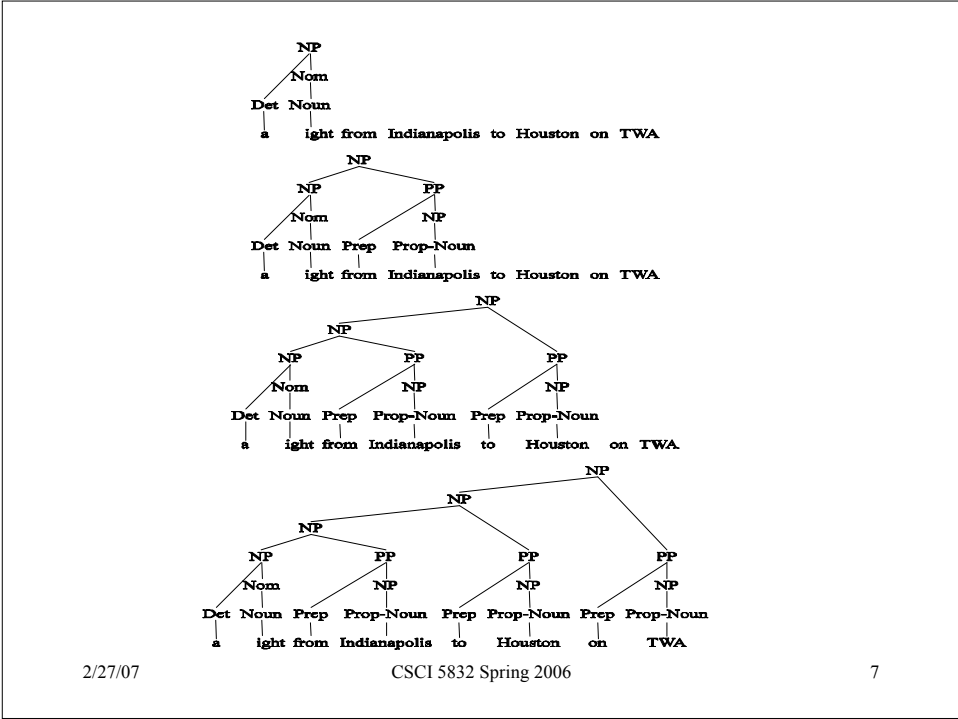 NP
Nom
Det Noun
a ight from Indianapolis to Houston on TWA
NP
NP PP
Nom NP
Det Noun Prep Prop-Noun
a ight from Indianapolis to Houston on TWA
NP
NP
NP PP PP
Nom NP NP
Det Noun Prep Prop-Noun Prep Prop-Noun
a ight from Indianapolis to Houston on TWA
NP
NP
NP
NP PP PP PP
Nom NP NP NP
Det Noun Prep Prop-Noun Prep Prop-Noun Prep Prop-Noun
a ight from Indianapolis to Houston on TWA
2/27/07 CSCI 5832 Spring 2006 7